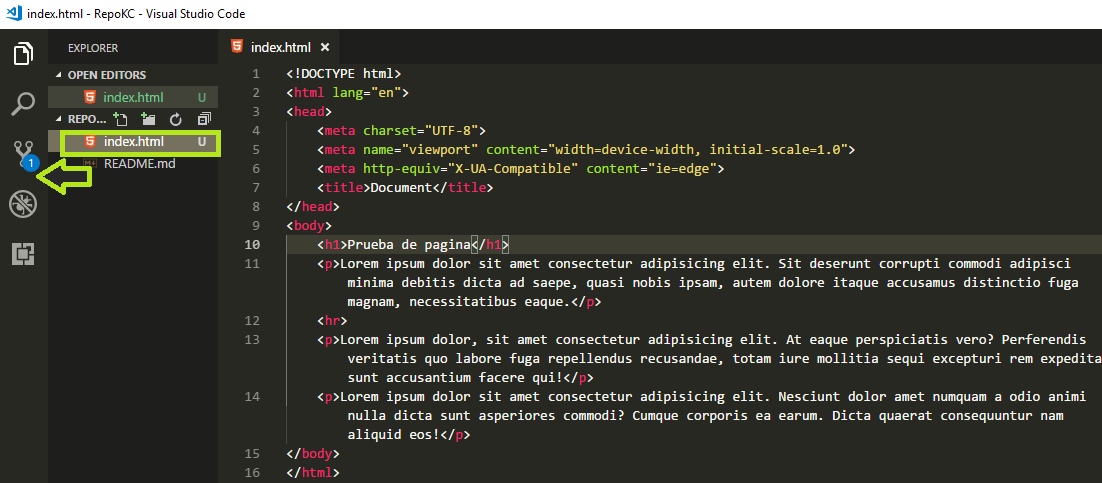 index.html - RepoKC - Visual Studio Code
EXPLORER
OPEN EDITORS
index.html U
REPO...
index.html U
README.md
1
index.html ×
1 <!DOCTYPE html>
2 <html lang="en">
3 <head>
4 <meta charset="UTF-8">
5 <meta name="viewport" content="width=device-width, initial-scale=1.0">
6 <meta http-equiv="X-UA-Compatible" content="ie=edge">
7 <title>Document</title>
8 </head>
9 <body>
10 <h1>Prueba de pagina</h1>
11 <p>Lorem ipsum dolor sit amet consectetur adipisicing elit. Sit deserunt corrupti commodi adipisci
minima debitis dicta ad saepe, quasi nobis ipsam, autem dolore itaque accusamus distinctio fuga
magnam, necessitatibus eaque.</p>
12 <hr>
13 <p>Lorem ipsum dolor, sit amet consectetur adipisicing elit. At eaque perspiciatis vero? Perferendis
veritatis quo labore fuga repellendus recusandae, totam iure mollitia sequi excepturi rem expedita
sunt accusantium facere qui!</p>
14 <p>Lorem ipsum dolor sit amet consectetur adipisicing elit. Nesciunt dolor amet numquam a odio animi
nulla dicta sunt asperiores commodi? Cumque corporis ea earum. Dicta quaerat consequuntur nam
aliquid eos!</p>
15 </body>
16 </html>